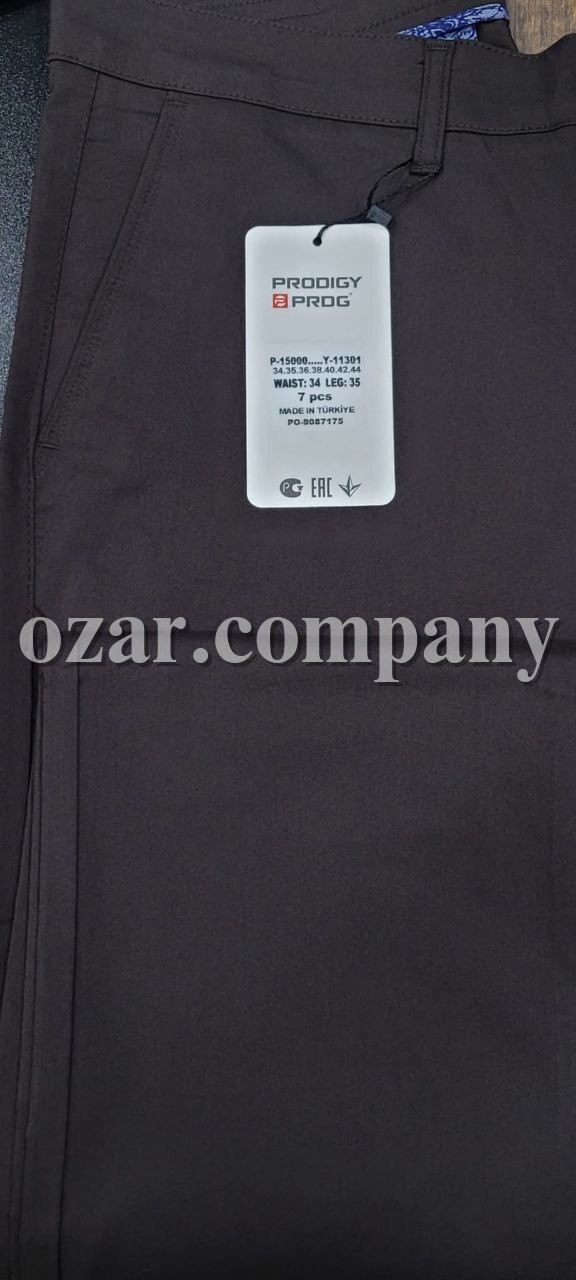 PRODIGY
PRDG
P-15000.....Y-11301
34.35.36.38.40.42.44
WAIST: 34 LEG: 35
7 pcs
MADE IN TÜRKİYE
PO-9087175
EAC
ozar.company